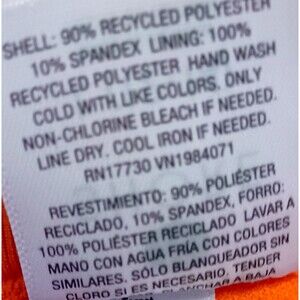 SHELL: 90% RECYCLED POLYESTER
10% SPANDEX LINING: 100%
RECYCLED POLYESTER HAND WASH
COLD WITH LIKE COLORS, ONLY
NON-CHLORINE BLEACH IF NEEDED.
LINE DRY. COOL IRON IF NEEDED.
RN17730 VN1984071
REVESTIMIENTO: 90% POLIÉSTER
RECICLADO, 10% SPANDEX, FORRO:
100% POLIÉSTER RECICLADO LAVAR A
MANO CON AGUA FRÍA CON COLORES
SIMILARES. SÓLO BLANQUEADOR SIN
CLORO SI ES NECESARIO. TENDER
PLANCHAR A BAJA